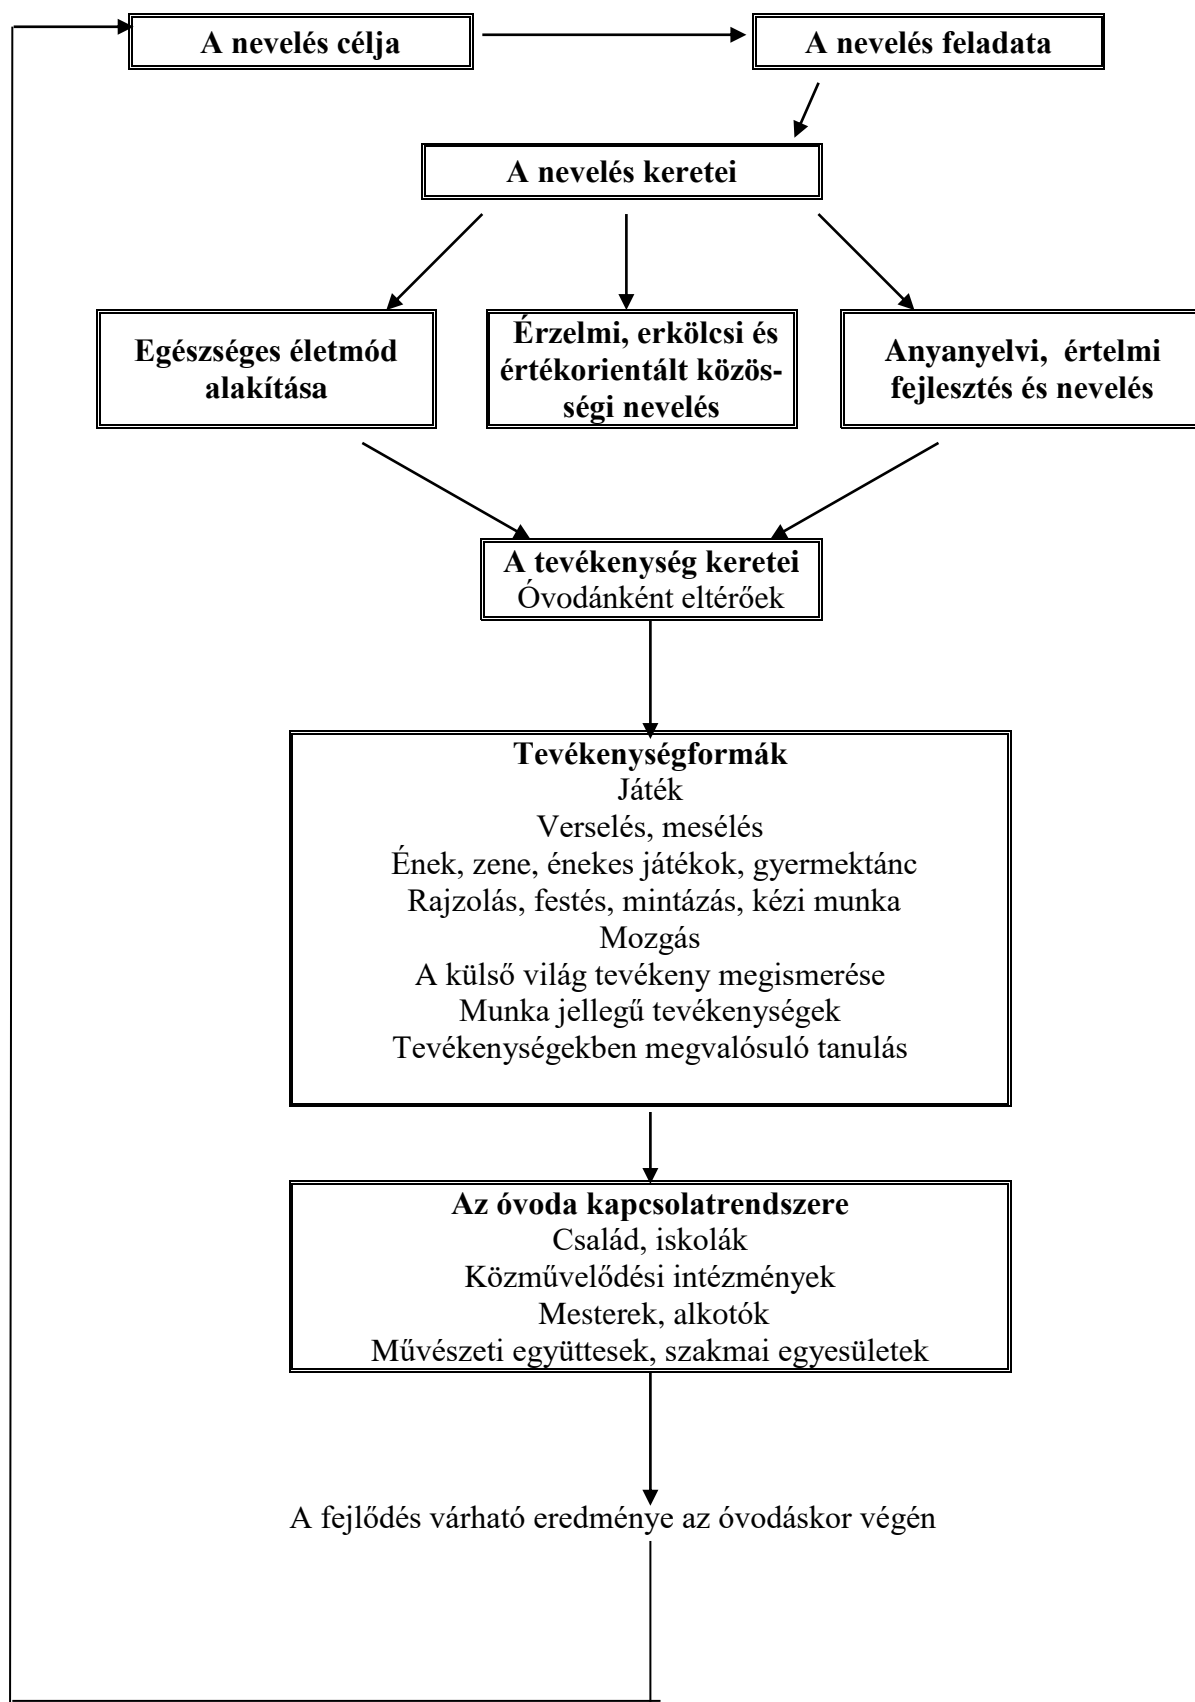 A nevelés célja
A nevelés feladata
A nevelés keretei
Egészséges életmód
alakítása
Érzelmi, erkölcsi és
értékorientált közös-
ségi nevelés
Anyanyelvi,  értelmi
fejlesztés és nevelés
A tevékenység keretei
Óvodánként eltérőek
Tevékenységformák
Játék
Verselés, mesélés
Ének, zene, énekes játékok, gyermektánc
Rajzolás, festés, mintázás, kézi munka
Mozgás
A külső világ tevékeny megismerése
Munka jellegű tevékenységek
Tevékenységekben megvalósuló tanulás
Az óvoda kapcsolatrendszere
Család, iskolák
Közművelődési intézmények
Mesterek, alkotók
Művészeti együttesek, szakmai egyesületek
A fejlődés várható eredménye az óvodáskor végén